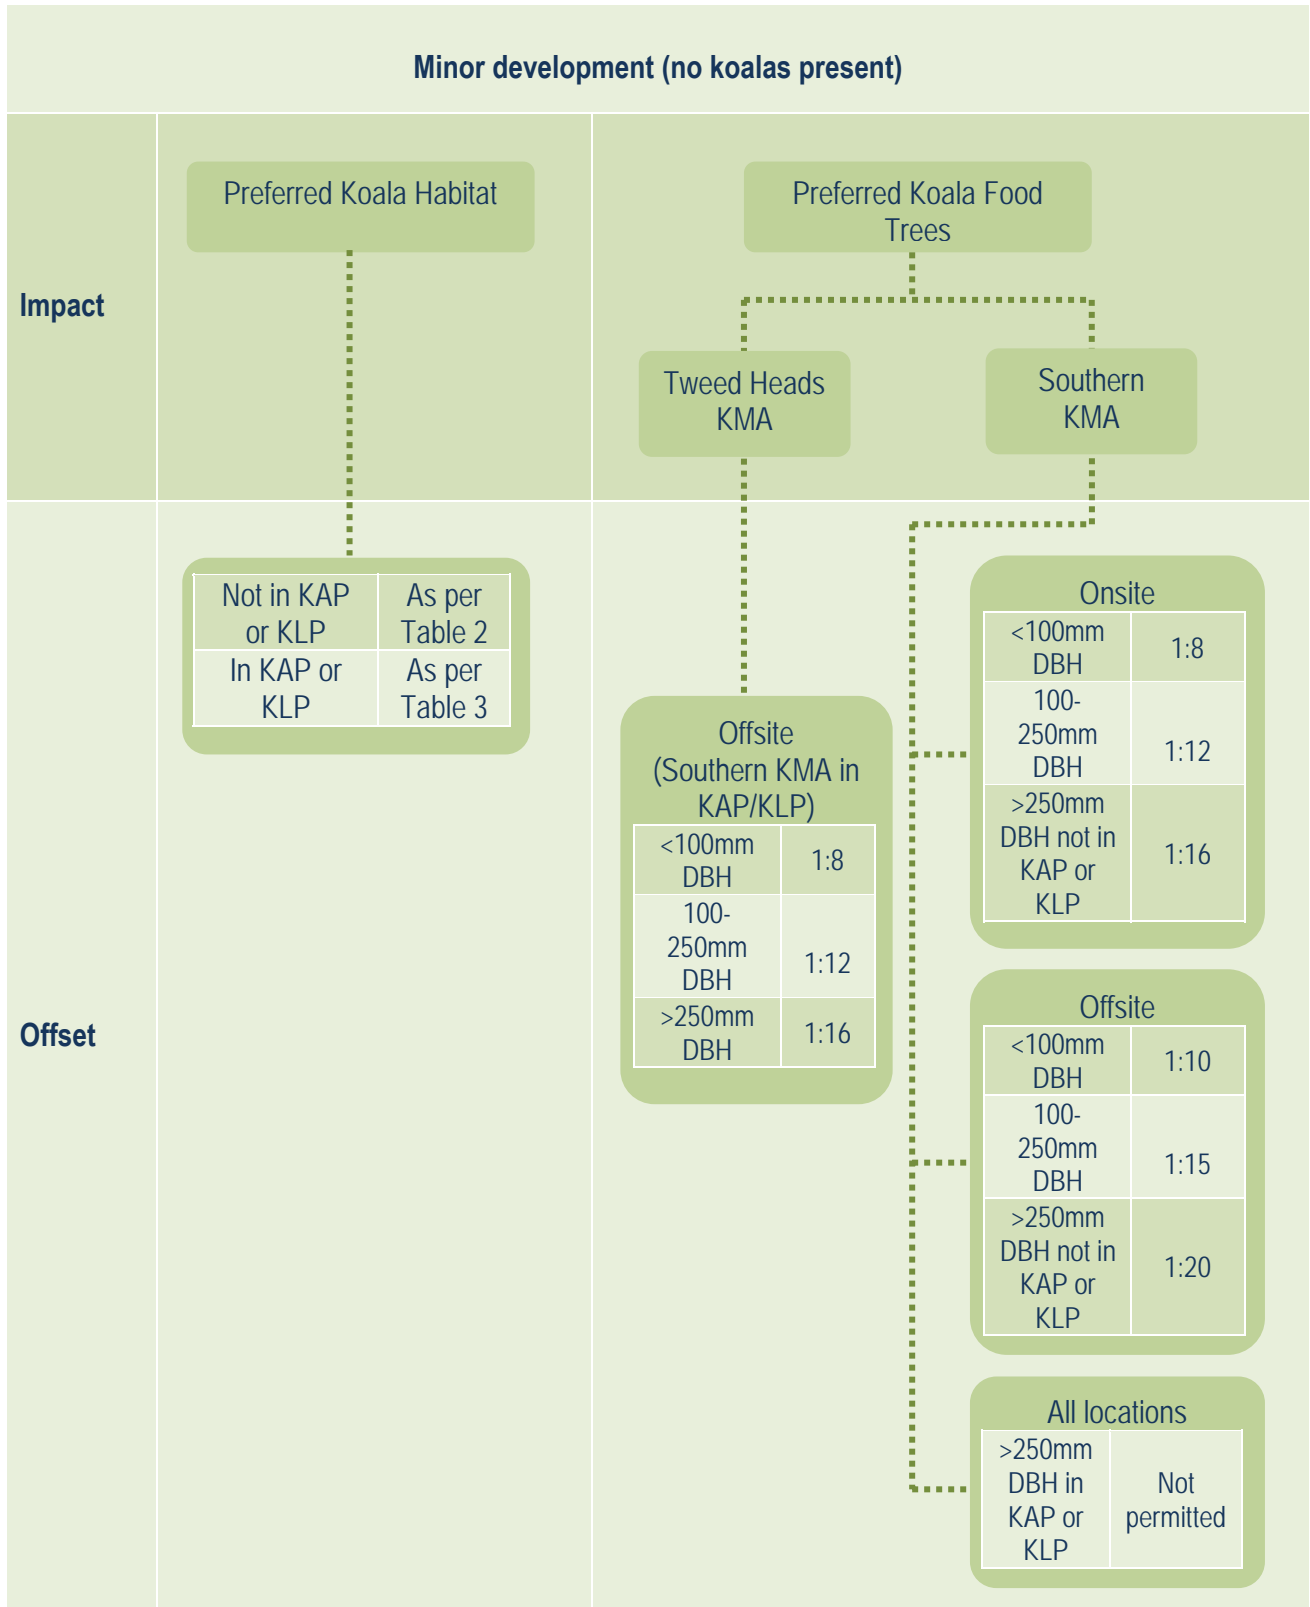 Minor development (no koalas present)
Impact
Preferred Koala Habitat
Preferred Koala Food
Trees
Tweed Heads
KMA
Southern
KMA
Offset
Not in KAP
or KLP
As per
Table 2
In KAP or
KLP
As per
Table 3
Offsite
(Southern KMA in
KAP/KLP)
<100mm
DBH
1:8
100-
250mm
DBH
1:12
>250mm
DBH
1:16
Onsite
<100mm
DBH
1:8
100-
250mm
DBH
1:12
>250mm
DBH not in
KAP or
KLP
1:16
Offsite
<100mm
DBH
1:10
100-
250mm
DBH
1:15
>250mm
DBH not in
KAP or
KLP
1:20
All locations
>250mm
DBH in
KAP or
KLP
Not
permitted